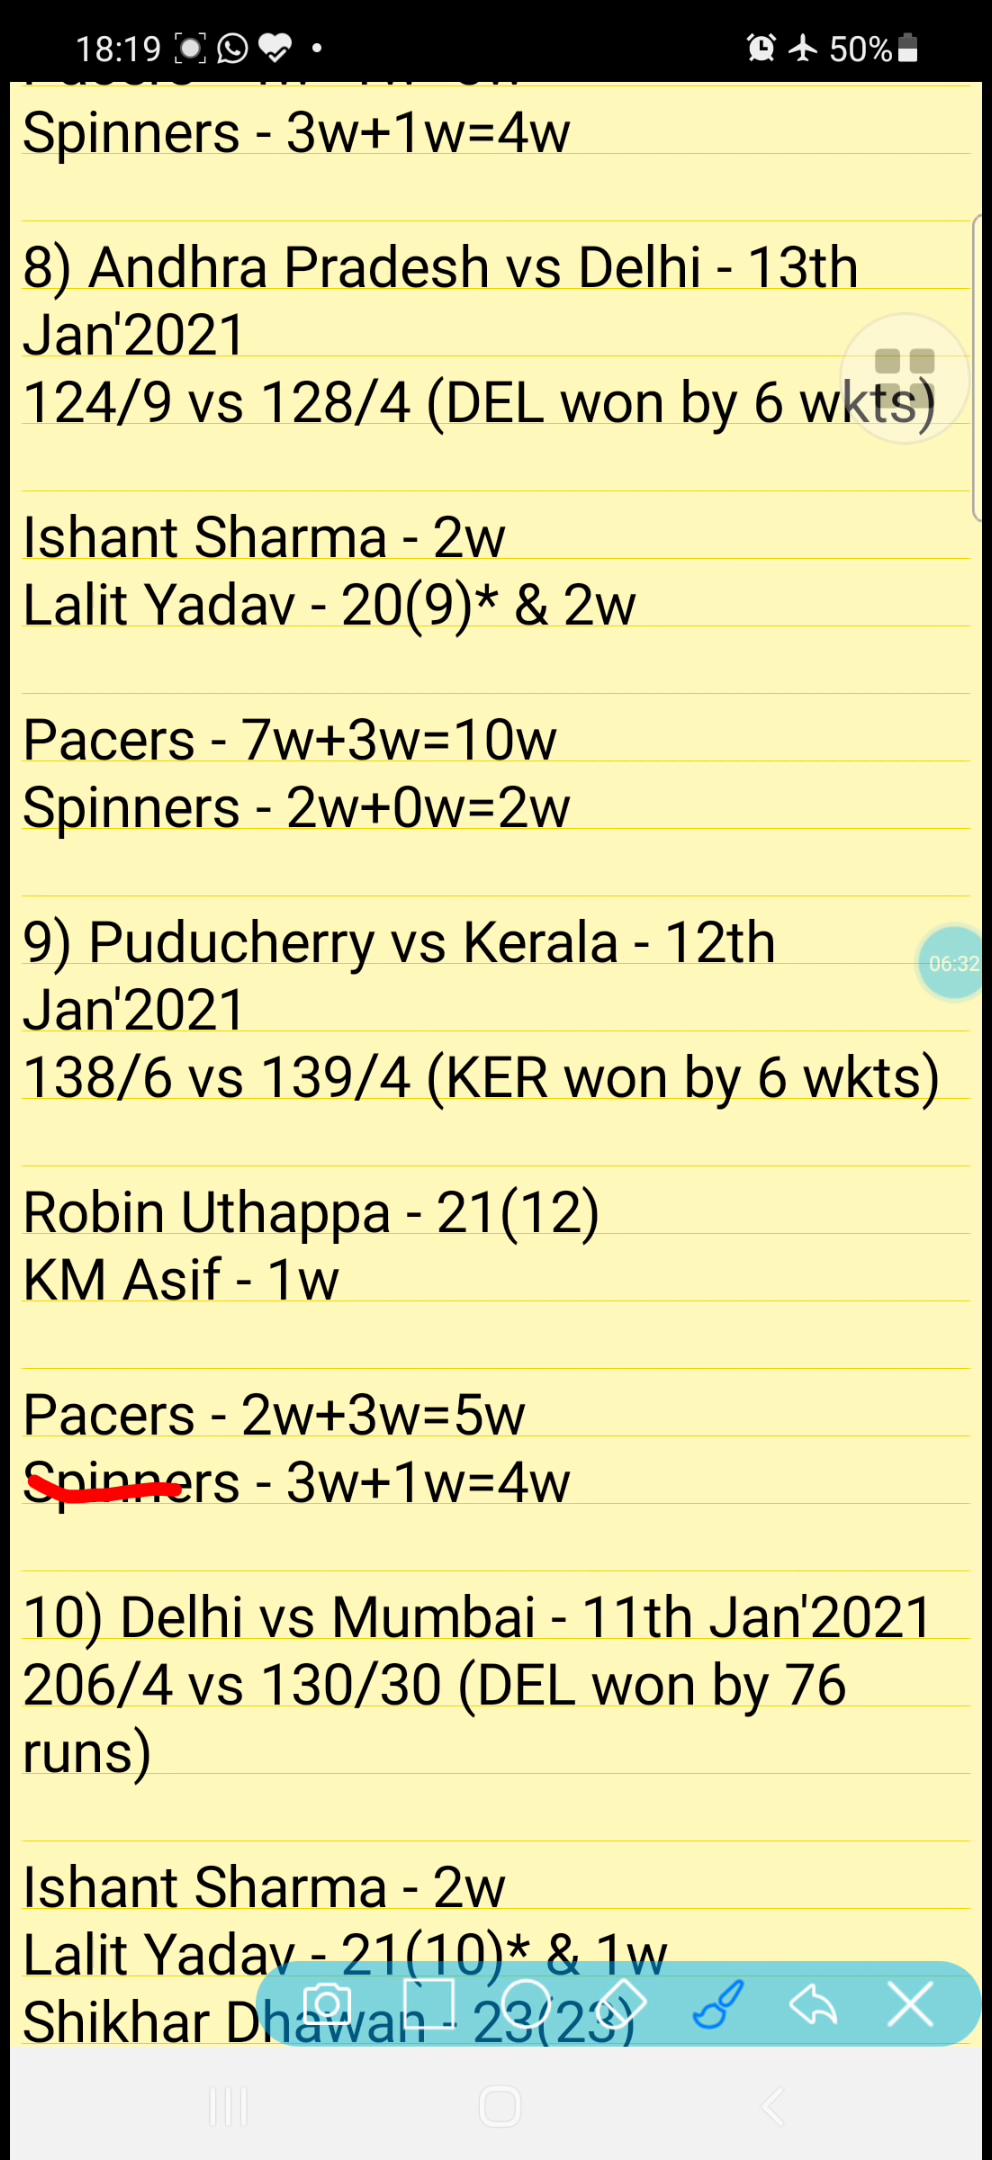 18:19
50%
Spinners - 3w+1w=4w
8) Andhra Pradesh vs Delhi - 13th
Jan'2021
124/9 vs 128/4 (DEL won by 6 wkts)
Ishant Sharma - 2w
Lalit Yadav - 20(9)* & 2w
Pacers - 7w+3w=10w
Spinners - 2w+0w=2w
9) Puducherry vs Kerala - 12th
06:32
Jan'2021
138/6 vs 139/4 (KER won by 6 wkts)
Robin Uthappa - 21(12)
KM Asif - 1w
Pacers - 2w+3w=5w
Spinners - 3w+1w=4w
10) Delhi vs Mumbai - 11th Jan'2021
206/4 vs 130/30 (DEL won by 76
runs)
Ishant Sharma - 2w
Lalit Yadav - 21(10)* & 1w
Shikhar Dhawan - 23(23)